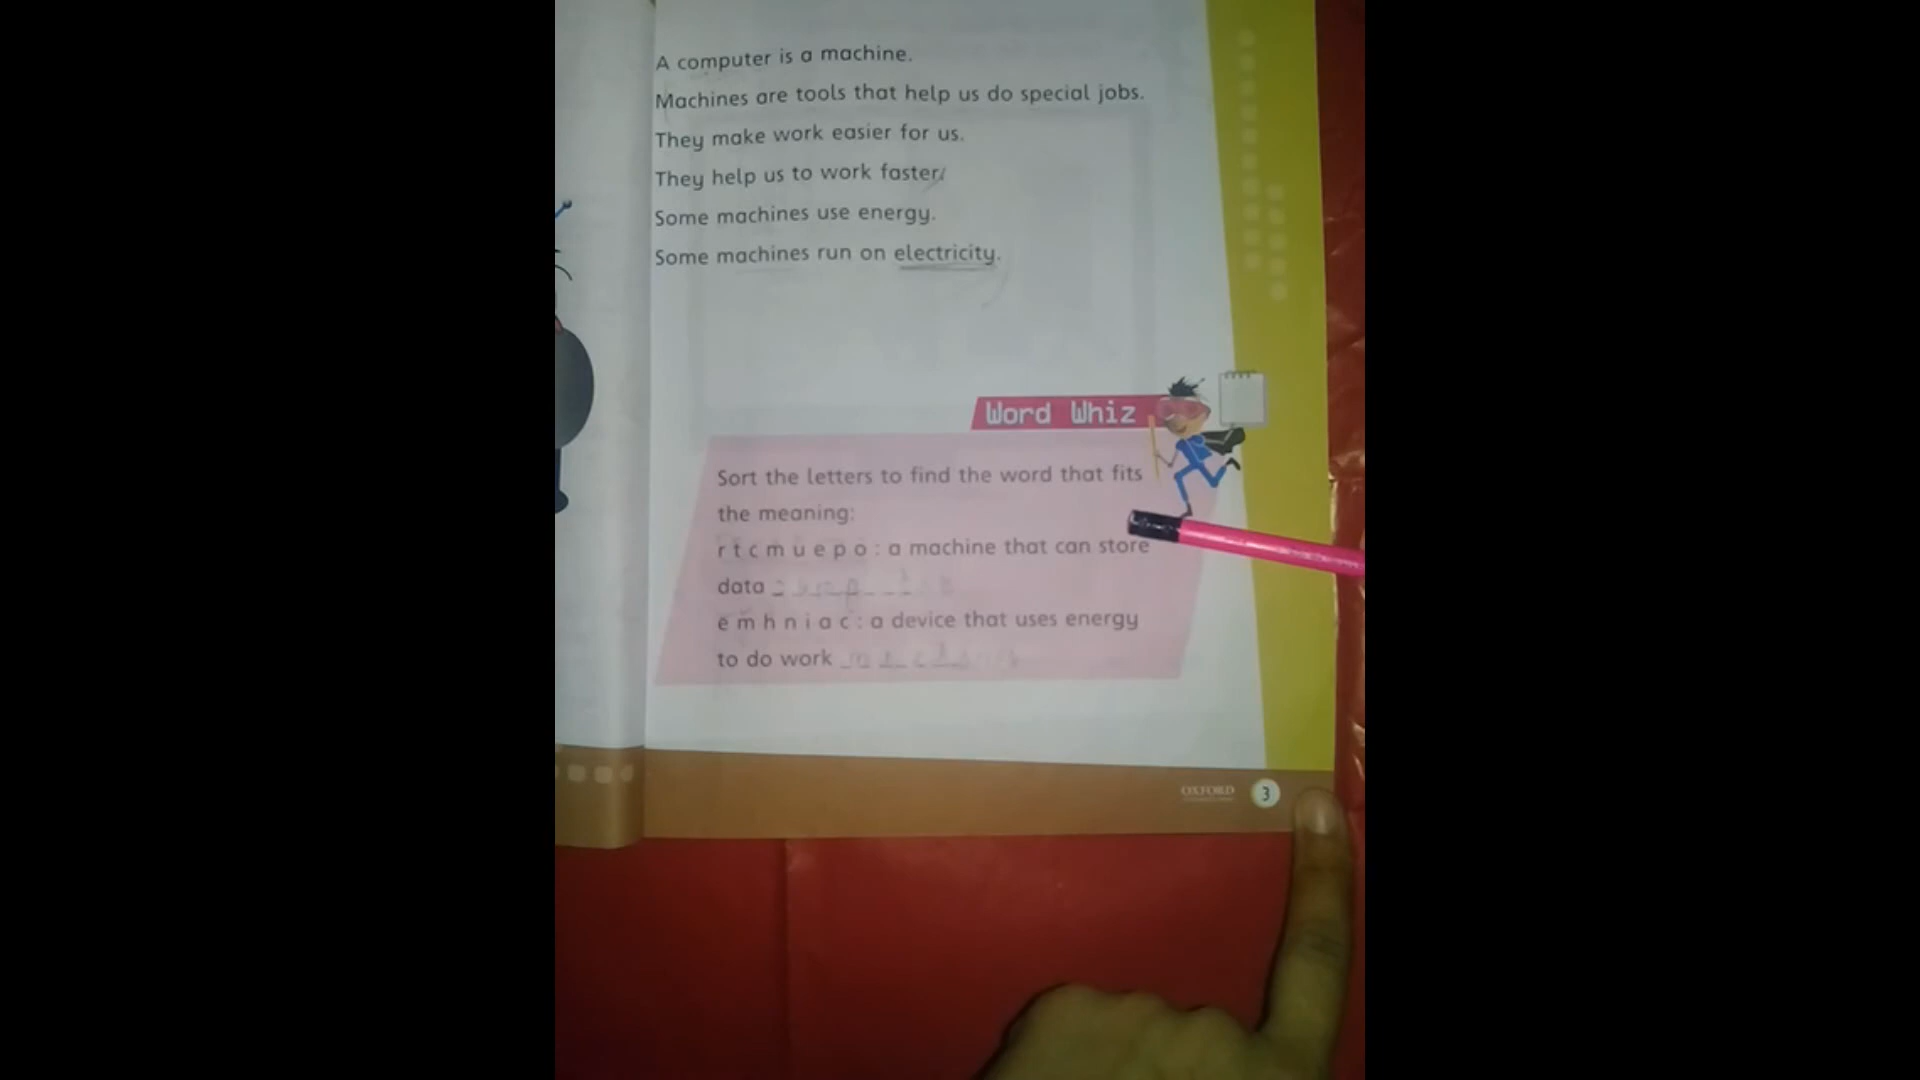 A computer is a machine.
Machines are tools that help us do special jobs.
They make work easier for us.
They help us to work faster.
Some machines use energy.
Some machines run on electricity.
Word Whiz
Sort the letters to find the word that fits
the meaning:
r t c m u e p o : a machine that can store
data
e m h n i a c : a device that uses energy
to do work
OXFORD
3